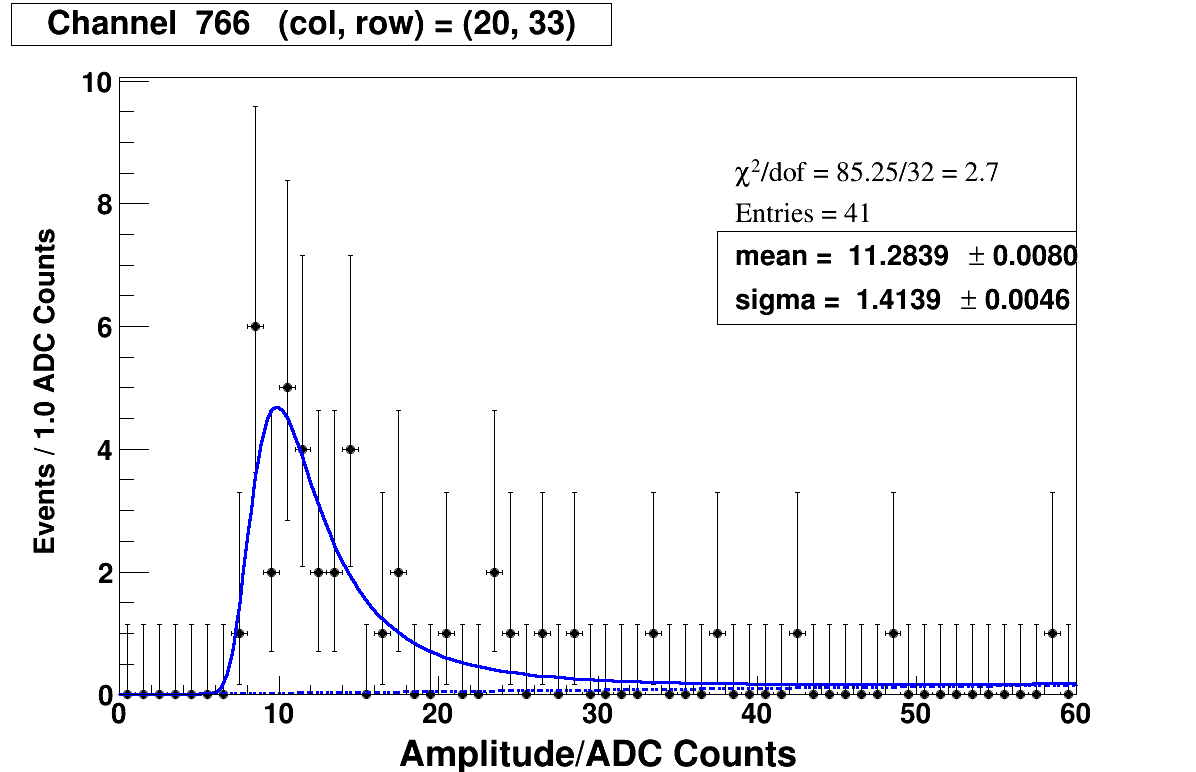 Channel 766 (col, row) = (20, 33)
10
8
6
4
2
0
Events / 1.0 ADC Counts
χ²/dof = 85.25/32 = 2.7
Entries = 41
mean = 11.2839 ± 0.0080
sigma = 1.4139 ± 0.0046
0 10 20 30 40 50 60
Amplitude/ADC Counts